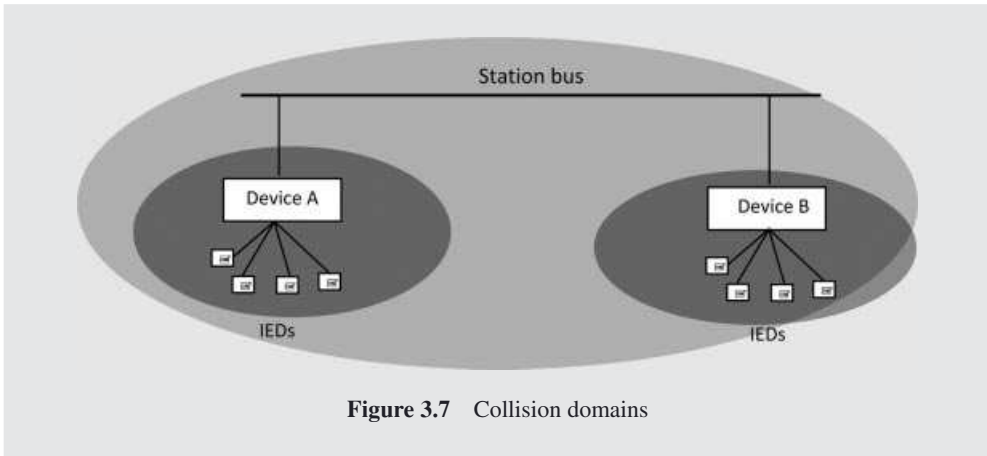 Station bus
Device A
Device B
IEDs
IEDs
Figure 3.7 Collision domains